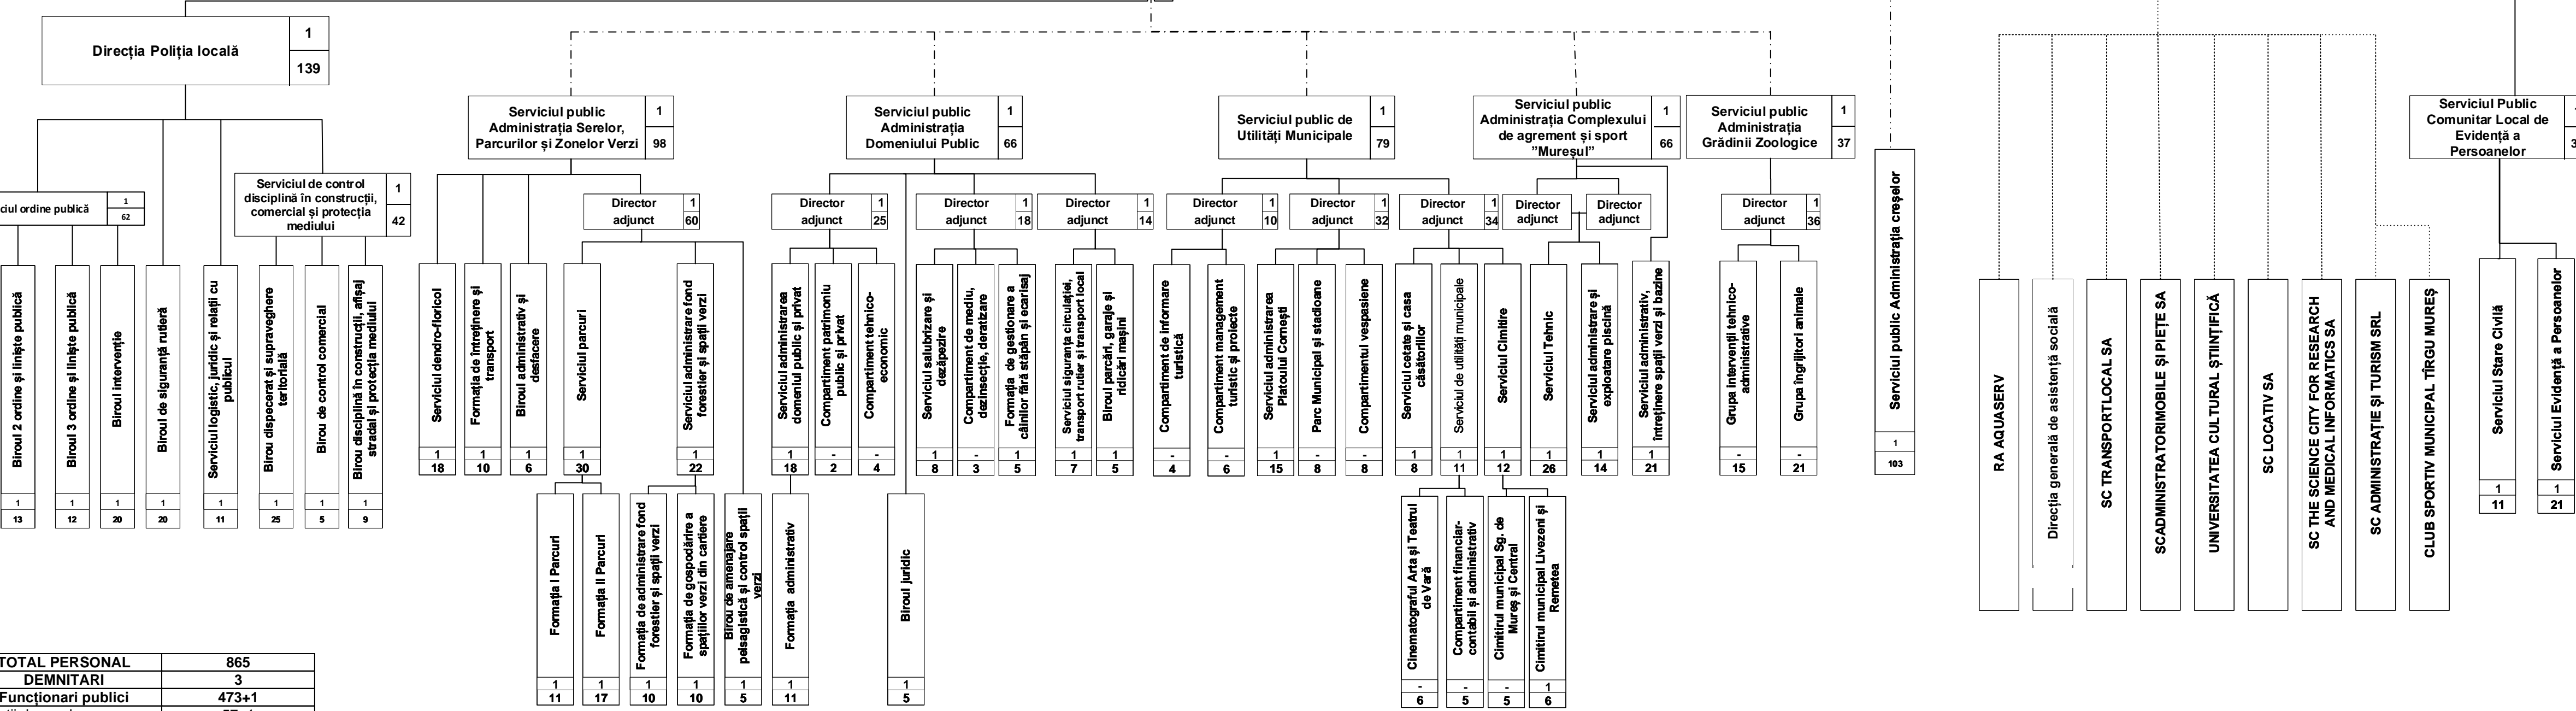 Direcția Poliția locală
1
139
ciul ordine publică
1
62
Serviciul de control
disciplină în construcții,
comercial și protecția
mediului
1
42
Biroul 2 ordine și liniște publică
1
13
Biroul 3 ordine și liniște publică
1
12
Biroul intervenție
1
20
Biroul de siguranță rutieră
1
20
Serviciul logistic, juridic și relații cu
publicul
1
11
Birou dispecerat și supraveghere
teritorială
1
25
Birou de control comercial
1
5
Birou disciplină în construcții, afișaj
stradal și protecția mediului
1
9
Serviciul public
Administrația Serelor,
Parcurilor și Zonelor Verzi
1
98
Director
adjunct
1
60
Serviciul dendro-floricol
1
18
Formația de întreținere și
transport
1
10
Biroul administrativ și
desfacere
1
6
Serviciul parcuri
1
30
Serviciul administrare fond
forestier și spații verzi
1
22
Formația I Parcuri
1
11
Formația II Parcuri
1
17
Formația de administrare fond
forestier și spații verzi
1
10
Formația de gospodărire a
spațiilor verzi din cartiere
1
10
Birou de amenajare
peisagistică și control spații
verzi
1
5
Serviciul public
Administrația
Domeniului Public
1
66
Director
adjunct
1
25
Director
adjunct
1
18
Director
adjunct
1
14
Serviciul administrarea
domeniul public și privat
1
18
Compartiment patrimoniu
public și privat
-
2
Compartiment tehnico-
economic
-
4
Serviciul salubrizare și
dezăpezire
1
8
Compartiment de mediu,
dezinsecție, deratizare
-
3
Formația de gestionare a
câinilor fără stăpân și ecarisaj
1
5
Serviciul siguranța circulației,
transport rutier și transport local
1
7
Biroul parcări, garaje și
ridicări mașini
1
5
Formația administrativ
1
11
Biroul juridic
1
5
Serviciul public de
Utilități Municipale
1
79
Director
adjunct
1
10
Director
adjunct
1
32
Director
adjunct
1
34
Compartiment de informare
turistică
-
4
Compartiment management
turistic și proiecte
-
6
Serviciul administrarea
Platoului Cornești
1
15
Parc Municipal și stadioane
-
8
Compartimentul vespasiene
-
8
Serviciul cetate și casa
căsătoriilor
1
8
Serviciul de utilități municipale
1
11
Serviciul Cimitire
1
12
Cinematograful Arta și Teatrul
de Vară
-
6
Compartiment financiar-
contabil și administrativ
-
5
Cimitirul municipal Sg. de
Mureș și Central
-
5
Cimitirul municipal Livezeni și
Remetea
1
6
Serviciul public
Administrația Complexului
de agrement și sport
”Mureșul”
1
66
Director
adjunct
Director
adjunct
Serviciul Tehnic
1
26
Serviciul administrare și
exploatare piscină
1
14
Serviciul administrativ,
întreținere spații verzi și bazine
1
21
Serviciul public
Administrația
Grădinii Zoologice
1
37
Director
adjunct
1
36
Grupa intervenții tehnico-
administrative
-
15
Grupa îngrijitori animale
-
21
Serviciul public Administrația creșelor
1
103
RA AQUASERV
Direcția generală de asistență socială
SC TRANSPORTLOCAL SA
SCADMINISTRATORIMOBILE ȘI PIEȚE SA
UNIVERSITATEA CULTURAL ȘTIINȚIFICĂ
SC LOCATIV SA
SC THE SCIENCE CITY FOR RESEARCH
AND MEDICAL INFORMATICS SA
SC ADMINISTRAȚIE ȘI TURISM SRL
CLUB SPORTIV MUNICIPAL TÎRGU MUREȘ
Serviciul Public
Comunitar Local de
Evidență a
Persoanelor
Serviciul Stare Civilă
1
11
Serviciul Evidență a Persoanelor
1
21
TOTAL PERSONAL 865
DEMNITARI 3
Funcționari publici 473+1